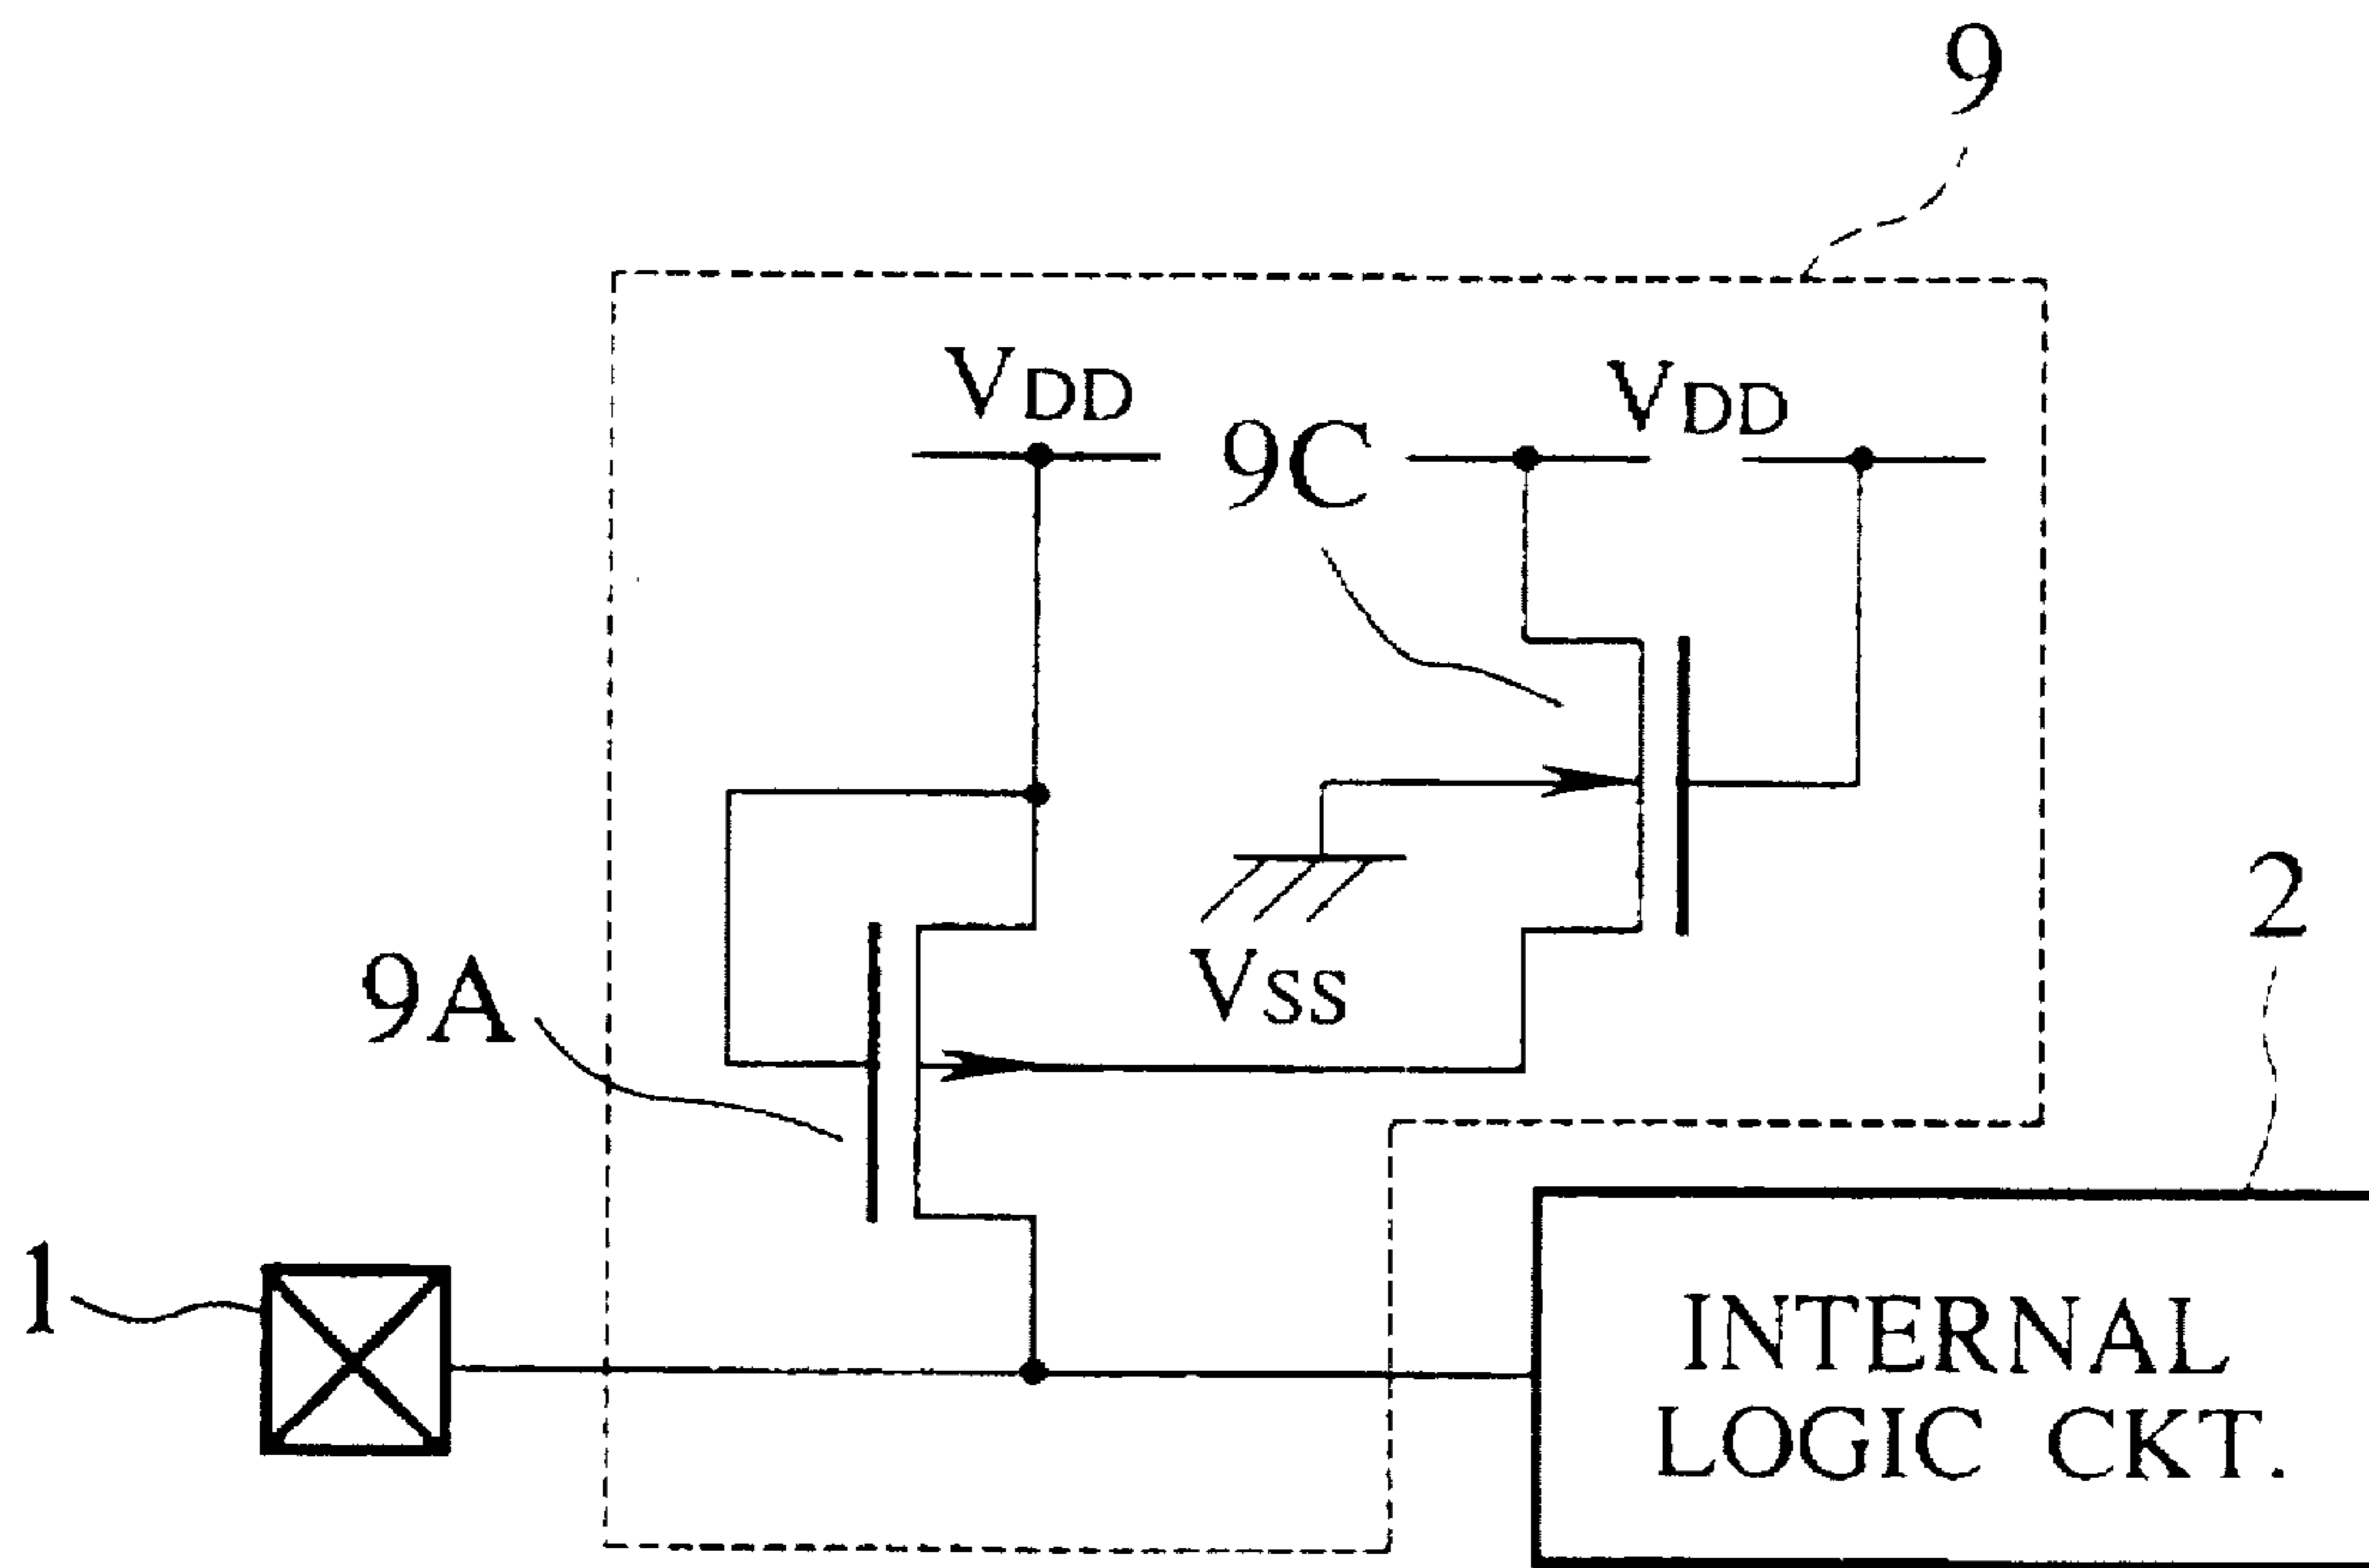 9
VDD
VDD
9C
2
VSS
9A
1
INTERNAL
LOGIC CKT.